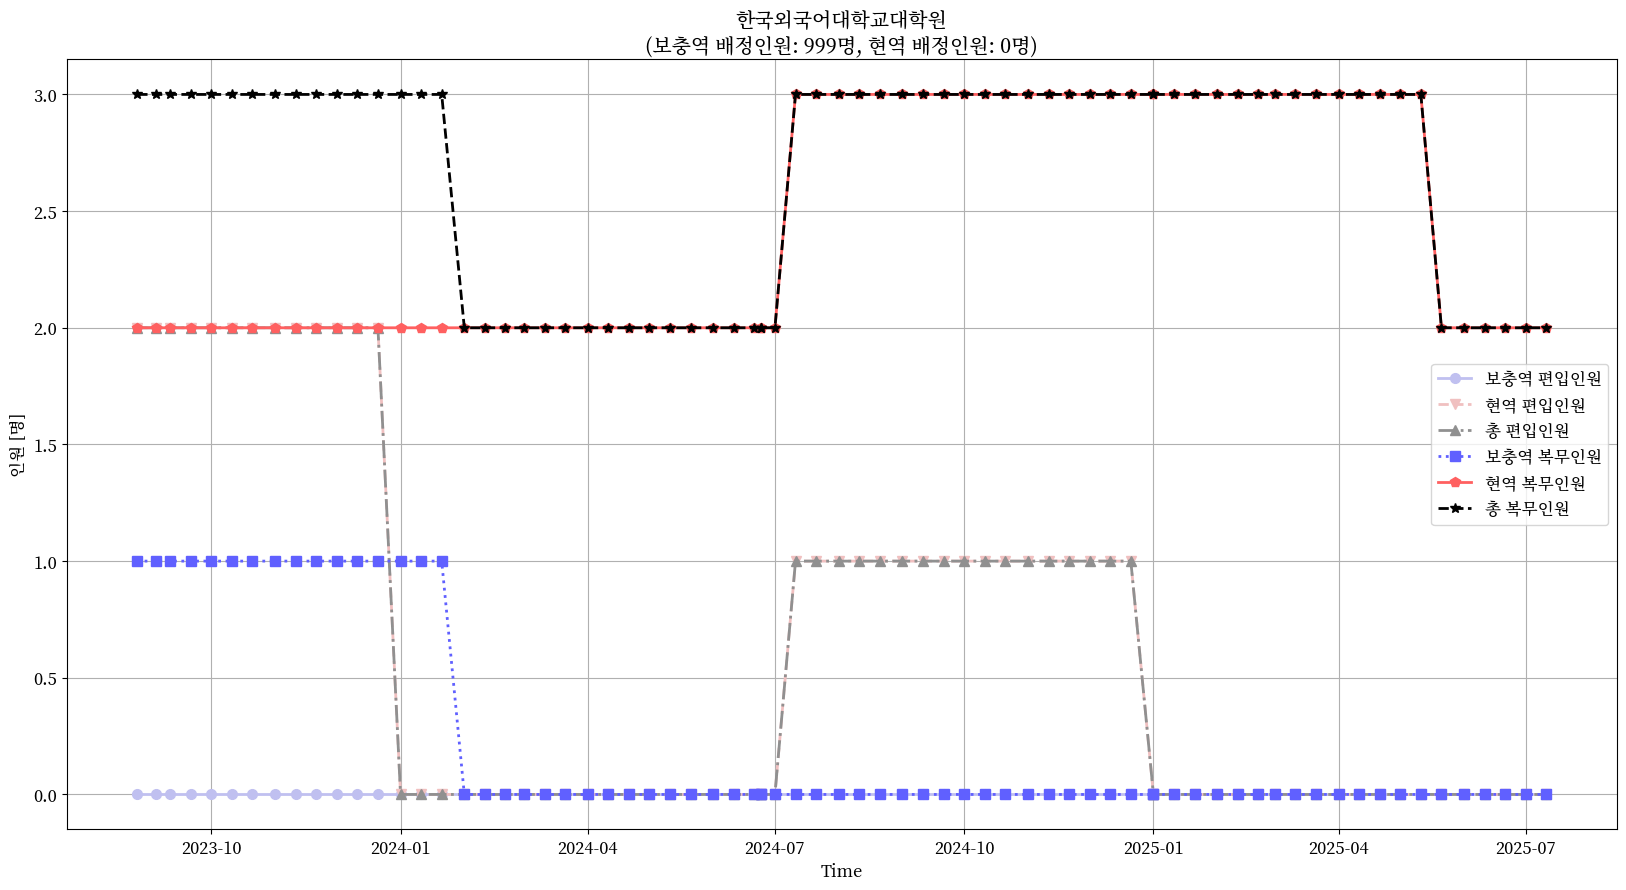 한국외국어대학교대학원
(보충역 배정인원: 999명, 현역 배정인원: 0명)
3.0
2.5
2.0
1.5
1.0
0.5
0.0
인원 [명]
보충역 편입인원
현역 편입인원
총 편입인원
보충역 복무인원
현역 복무인원
총 복무인원
2023-10
2024-01
2024-04
2024-07
2024-10
2025-01
2025-04
2025-07
Time